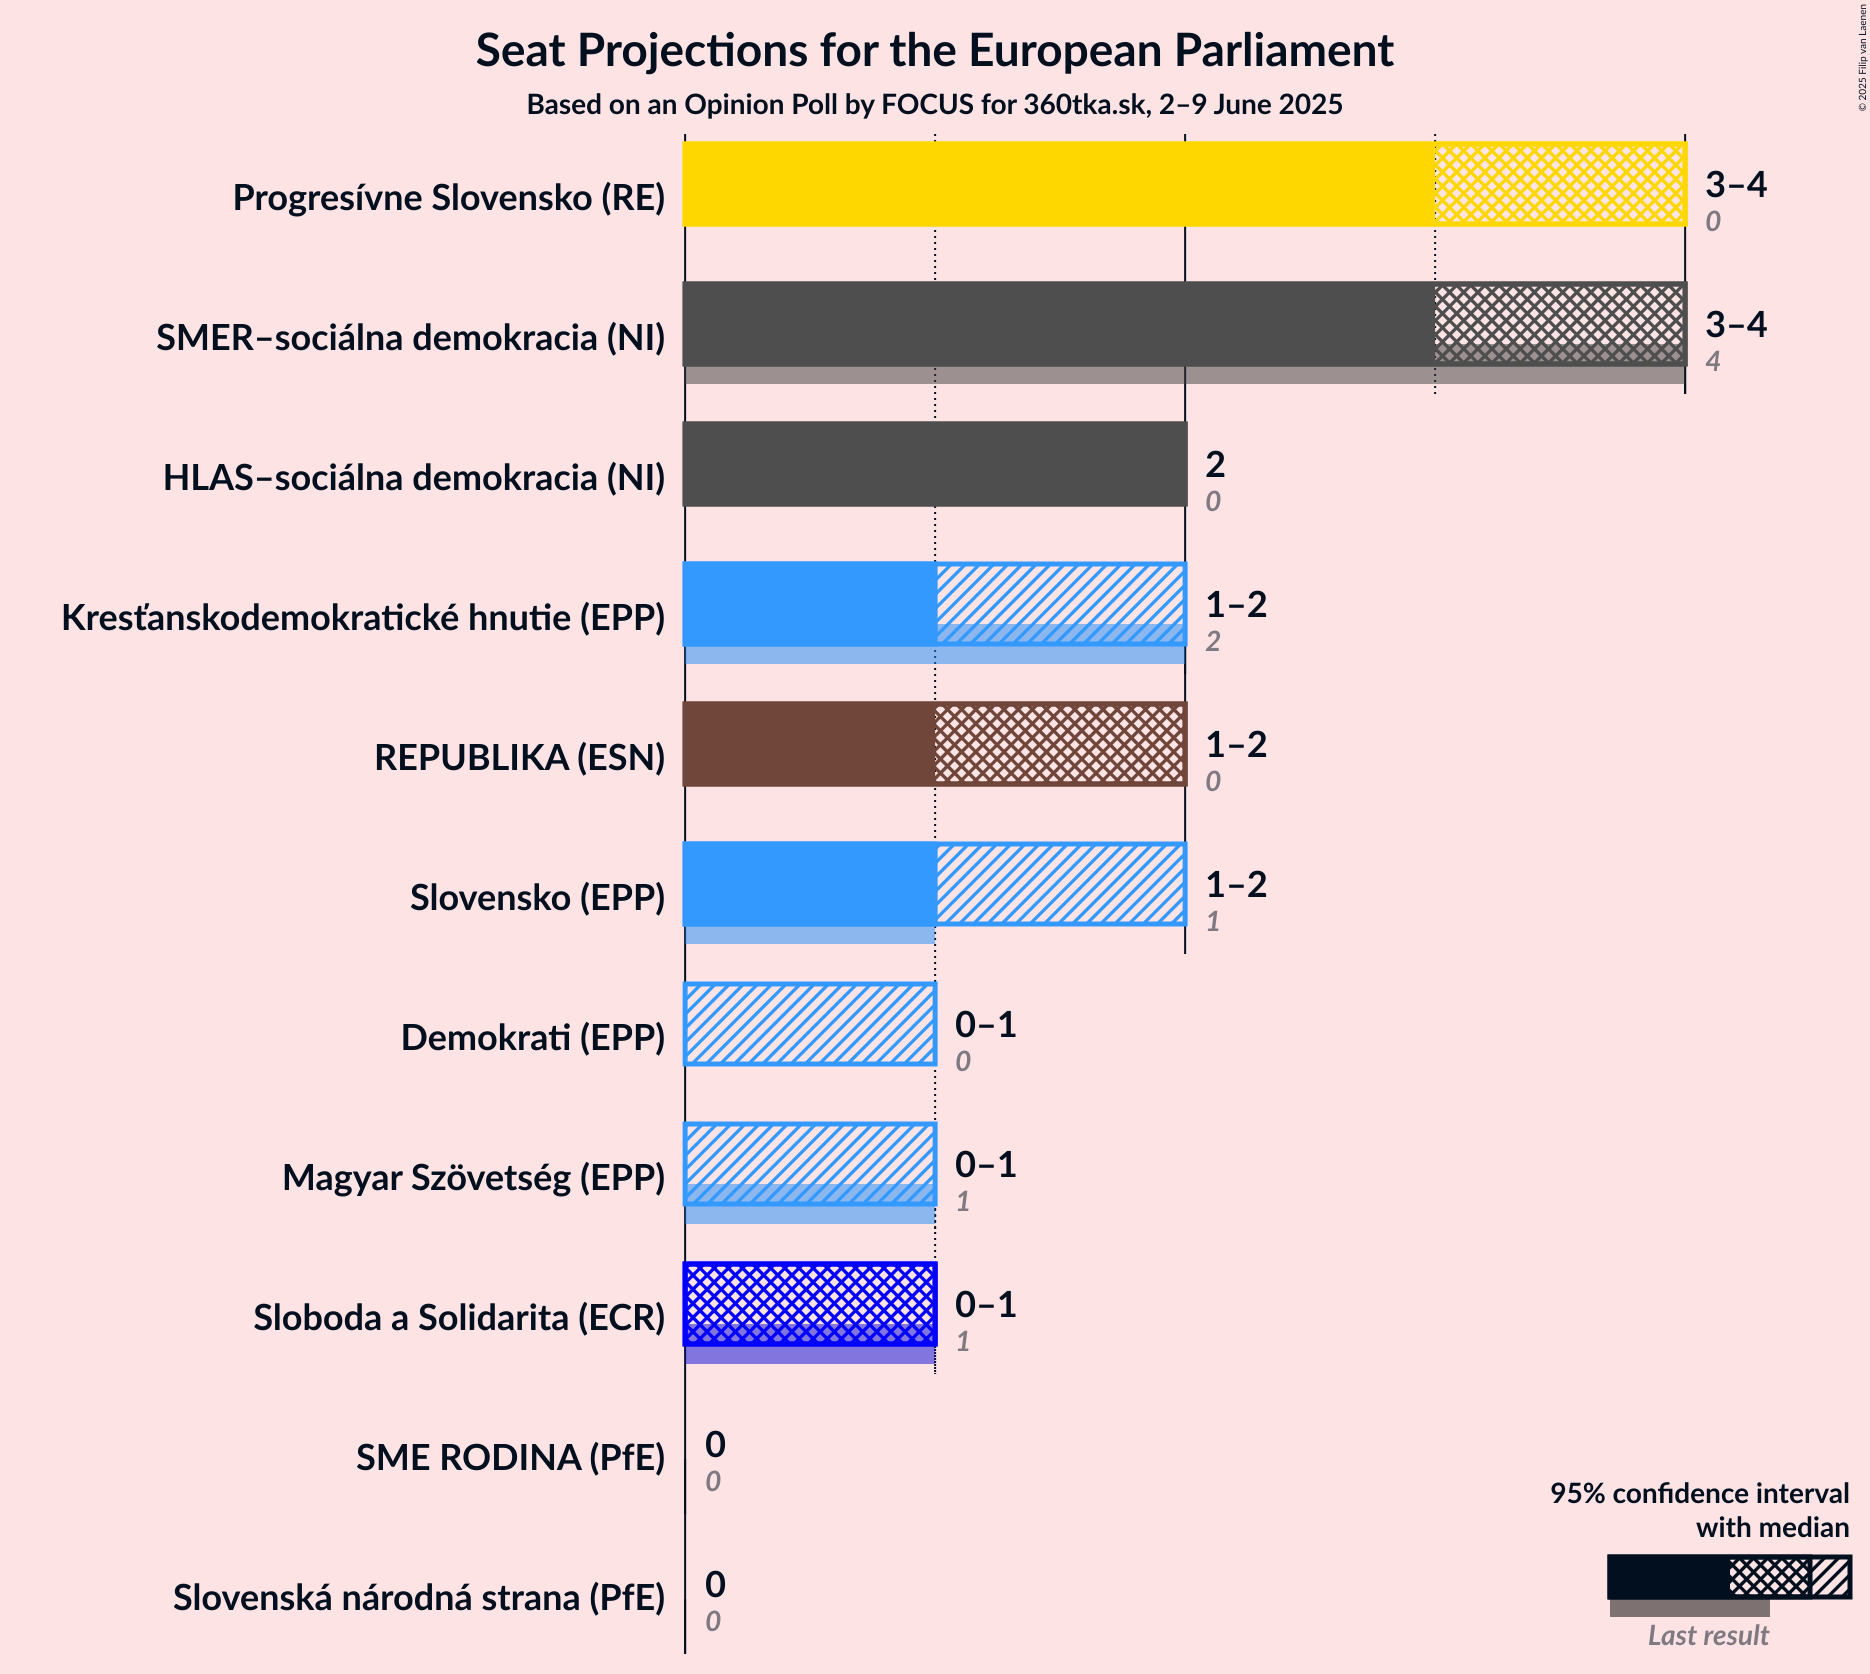 Seat Projections for the European Parliament
Based on an Opinion Poll by FOCUS for 360tka.sk, 2–9 June 2025
© 2025 Filip van Laenen
Progresívne Slovensko (RE)
3–4
0
SMER–sociálna demokracia (NI)
3–4
4
HLAS–sociálna demokracia (NI)
2
0
Kresťanskodemokratické hnutie (EPP)
1–2
2
REPUBLIKA (ESN)
1–2
0
Slovensko (EPP)
1–2
1
Demokrati (EPP)
0–1
0
Magyar Szövetség (EPP)
0–1
1
Sloboda a Solidarita (ECR)
0–1
1
SME RODINA (PfE)
0
0
Slovenská národná strana (PfE)
0
0
95% confidence interval
with median
Last result